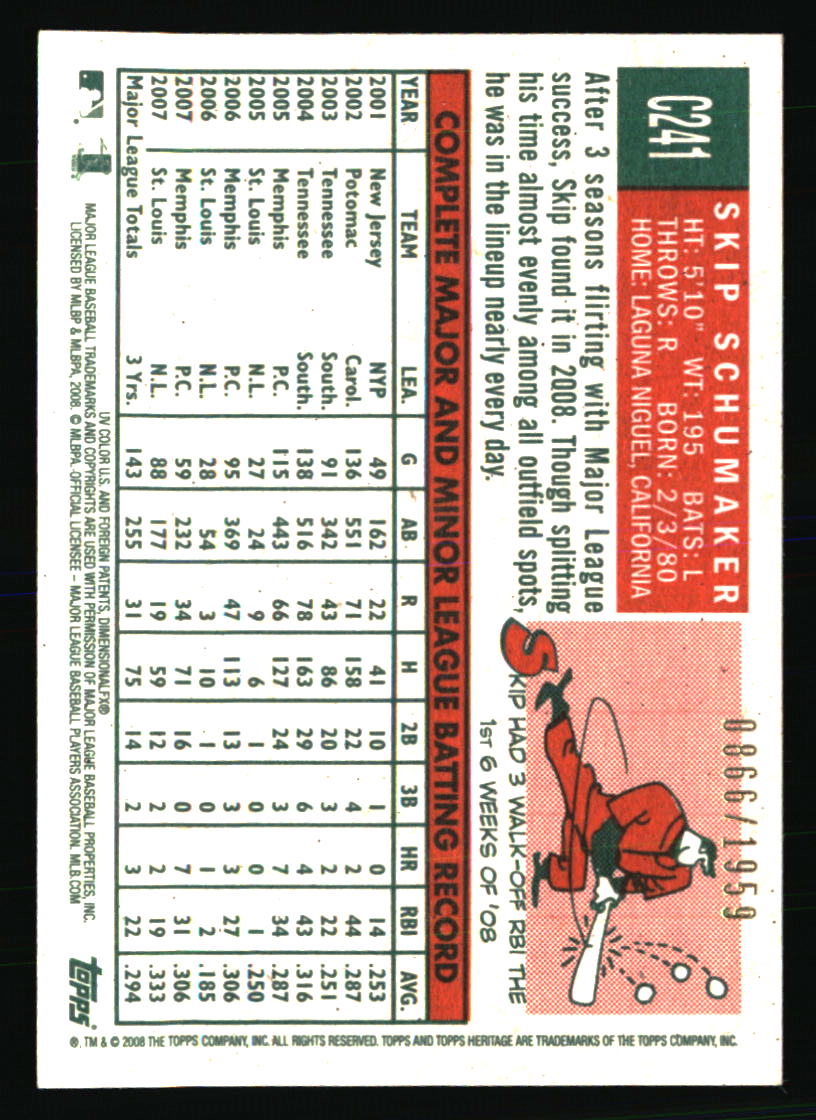 C241
SKIP SCHUMAKER
HT: 5'10" WT: 195 BATS: L
THROWS: R BORN: 2/3/80
HOME: LAGUNA NIGUEL, CALIFORNIA
0866/1959
After 3 seasons flirting with Major League
success, Skip found it in 2008. Though splitting
his time almost evenly among all outfield spots,
he was in the lineup nearly every day.
SKIP HAD 3 WALK-OFF RBI THE
1ST 6 WEEKS OF '08
COMPLETE MAJOR AND MINOR LEAGUE BATTING RECORD
YEAR TEAM LEA. G AB R H 2B 3B HR RBI AVG.
2001 New Jersey NYP 49 162 22 41 10 1 0 14 .253
2002 Potomac Carol. 136 551 71 158 22 4 2 44 .287
2003 Tennessee South. 91 342 43 86 20 3 2 22 .251
2004 Tennessee South. 138 516 78 163 29 6 4 43 .316
2005 Memphis P.C. 115 443 66 127 24 3 7 34 .287
2005 St. Louis N.L. 27 24 9 6 1 0 0 1 .250
2006 Memphis P.C. 95 369 47 113 13 3 3 27 .306
2006 St. Louis N.L. 28 54 3 10 1 0 1 2 .185
2007 Memphis P.C. 59 232 34 71 16 0 7 31 .306
2007 St. Louis N.L. 88 177 19 59 12 2 2 19 .333
Major League Totals 3 Yrs. 143 255 31 75 14 2 3 22 .294
UV COLOR U.S. AND FOREIGN PATENTS, DIMENSIONALFX®
MAJOR LEAGUE BASEBALL TRADEMARKS AND COPYRIGHTS ARE USED WITH PERMISSION OF MAJOR LEAGUE BASEBALL PROPERTIES, INC.
LICENSED BY MLBP & MLBPA, 2008. © MLBPA-OFFICIAL LICENSEE – MAJOR LEAGUE BASEBALL PLAYERS ASSOCIATION. MLB.COM
topps®
®, TM & © 2008 THE TOPPS COMPANY, INC. ALL RIGHTS RESERVED. TOPPS AND TOPPS HERITAGE ARE TRADEMARKS OF THE TOPPS COMPANY, INC.